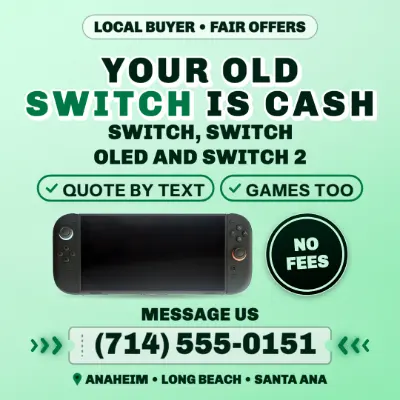 LOCAL BUYER • FAIR OFFERS
YOUR OLD
SWITCH IS CASH
SWITCH, SWITCH
OLED AND SWITCH 2
QUOTE BY TEXT
GAMES TOO
NO
FEES
MESSAGE US
(714) 555-0151
ANAHEIM • LONG BEACH • SANTA ANA